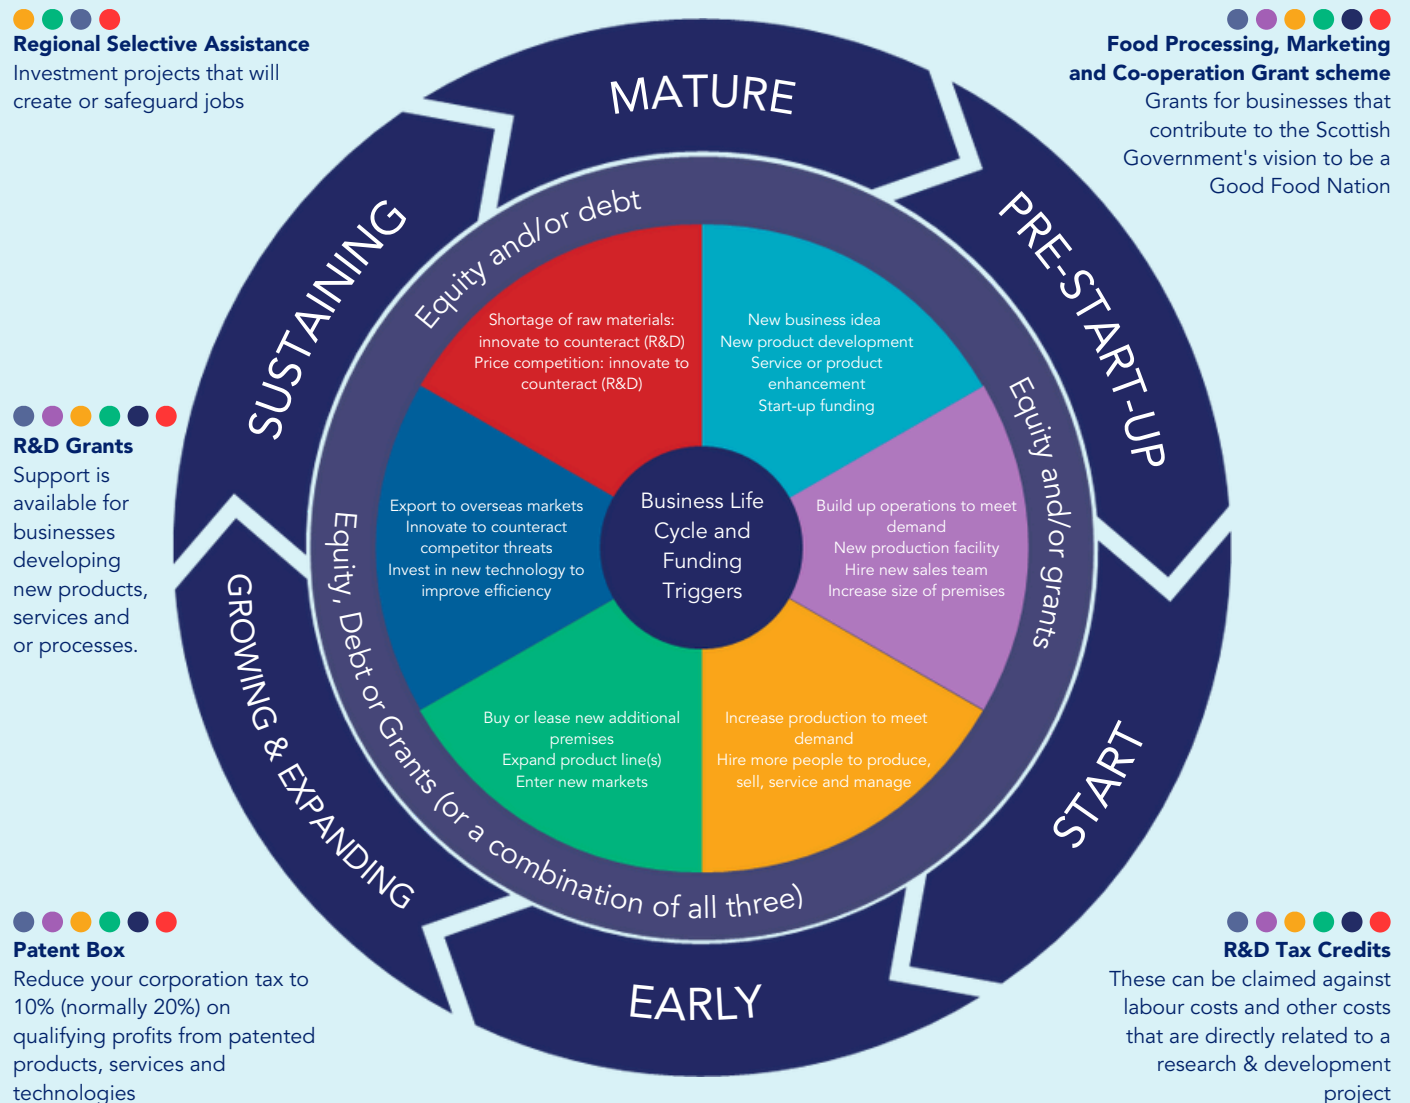 Regional Selective Assistance
Investment projects that will
create or safeguard jobs
Food Processing, Marketing
and Co-operation Grant scheme
Grants for businesses that
contribute to the Scottish
Government's vision to be a
Good Food Nation
MATURE
PRE-START-UP
START
EARLY
GROWING & EXPANDING
SUSTAINING
Equity and/or debt
Equity and/or grants
Equity, Debt or Grants (or a combination of all three)
Shortage of raw materials:
innovate to counteract (R&D)
Price competition: innovate to
counteract (R&D)
New business idea
New product development
Service or product
enhancement
Start-up funding
Export to overseas markets
Innovate to counteract
competitor threats
Invest in new technology to
improve efficiency
Business Life
Cycle and
Funding
Triggers
Build up operations to meet
demand
New production facility
Hire new sales team
Increase size of premises
Buy or lease new additional
premises
Expand product line(s)
Enter new markets
Increase production to meet
demand
Hire more people to produce,
sell, service and manage
R&D Grants
Support is
available for
businesses
developing
new products,
services and
or processes.
Patent Box
Reduce your corporation tax to
10% (normally 20%) on
qualifying profits from patented
products, services and
technologies
R&D Tax Credits
These can be claimed against
labour costs and other costs
that are directly related to a
research & development
project